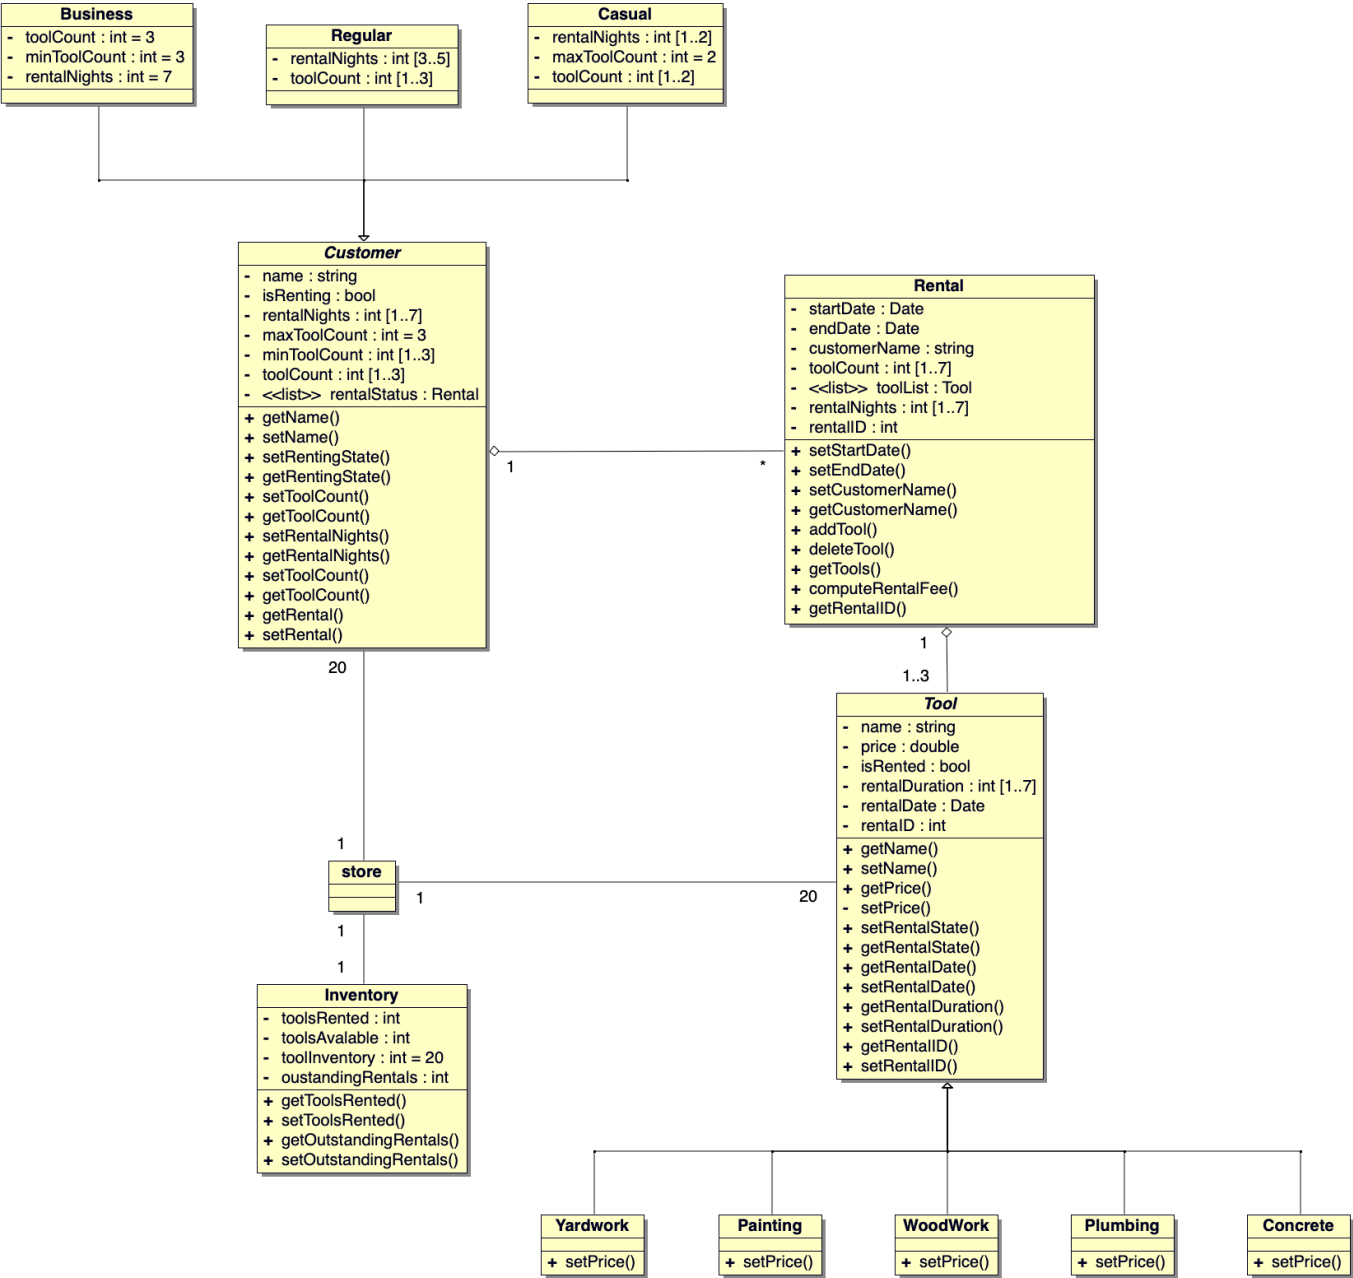 Business
- toolCount : int = 3
- minToolCount : int = 3
- rentalNights : int = 7
Regular
- rentalNights : int [3..5]
- toolCount : int [1..3]
Casual
- rentalNights : int [1..2]
- maxToolCount : int = 2
- toolCount : int [1..2]
Customer
- name : string
- isRenting : bool
- rentalNights : int [1..7]
- maxToolCount : int = 3
- minToolCount : int [1..3]
- toolCount : int [1..3]
- <<list>> rentalStatus : Rental
+ getName()
+ setName()
+ setRentingState()
+ getRentingState()
+ setToolCount()
+ getToolCount()
+ setRentalNights()
+ getRentalNights()
+ setToolCount()
+ getToolCount()
+ getRental()
+ setRental()
1
*
Rental
- startDate : Date
- endDate : Date
- customerName : string
- toolCount : int [1..7]
- <<list>> toolList : Tool
- rentalNights : int [1..7]
- rentalID : int
+ setStartDate()
+ setEndDate()
+ setCustomerName()
+ getCustomerName()
+ addTool()
+ deleteTool()
+ getTools()
+ computeRentalFee()
+ getRentalID()
1
1..3
20
1
store
1
20
1
1
Tool
- name : string
- price : double
- isRented : bool
- rentalDuration : int [1..7]
- rentalDate : Date
- rentaID : int
+ getName()
+ setName()
+ getPrice()
- setPrice()
+ setRentalState()
+ getRentalState()
+ getRentalDate()
+ setRentalDate()
+ getRentalDuration()
+ setRentalDuration()
+ getRentalID()
+ setRentalID()
Inventory
- toolsRented : int
- toolsAvalable : int
- toolInventory : int = 20
- oustandingRentals : int
+ getToolsRented()
+ setToolsRented()
+ getOutstandingRentals()
+ setOutstandingRentals()
Yardwork
+ setPrice()
Painting
+ setPrice()
WoodWork
+ setPrice()
Plumbing
+ setPrice()
Concrete
+ setPrice()